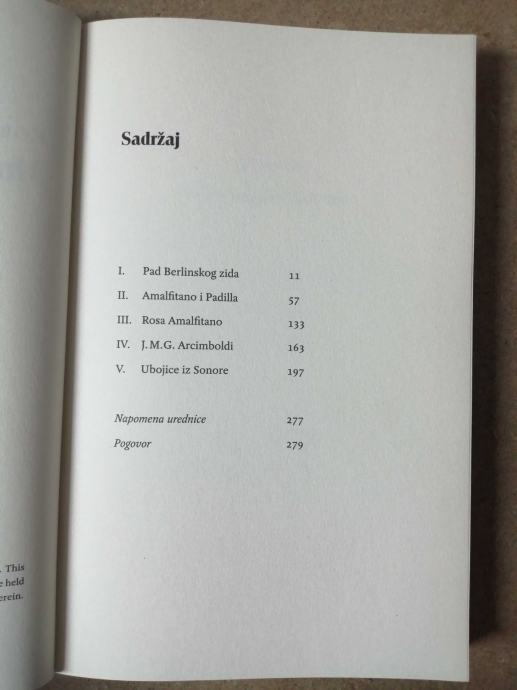 Sadržaj
I. Pad Berlinskog zida 11
II. Amalfitano i Padilla 57
III. Rosa Amalfitano 133
IV. J.M.G. Arcimboldi 163
V. Ubojice iz Sonore 197
Napomena urednice 277
Pogovor 279
This
held